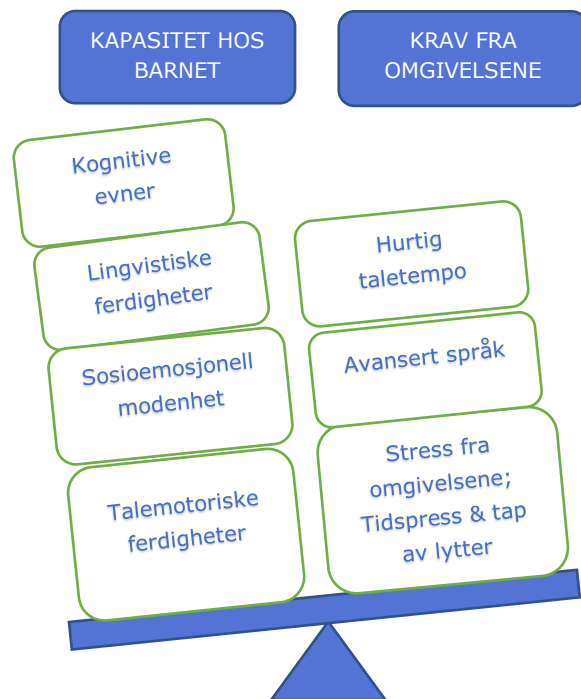 KAPASITET HOS
BARNET
KRAV FRA
OMGIVELSENE
Kognitive
evner
Lingvistiske
ferdigheter
Sosioemosjonell
modenhet
Talemotoriske
ferdigheter
Hurtig
taletempo
Avansert språk
Stress fra
omgivelsene;
Tidspress & tap
av lytter